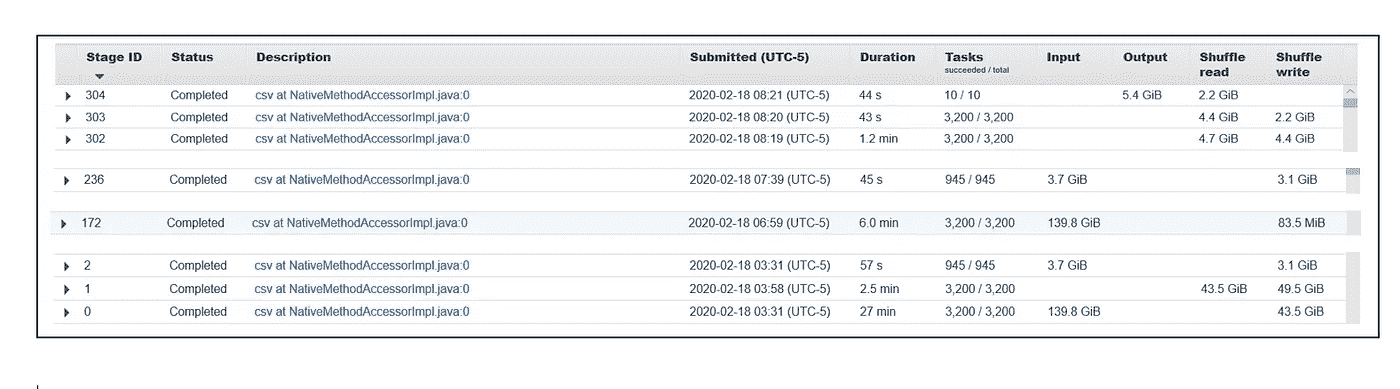 Stage ID Status Description Submitted (UTC-5) Duration Tasks Input Output Shuffle Shuffle
succeeded / total read write
304 Completed csv at NativeMethodAccessorImpl.java:0 2020-02-18 08:21 (UTC-5) 44 s 10 / 10 5.4 GiB 2.2 GiB
303 Completed csv at NativeMethodAccessorImpl.java:0 2020-02-18 08:20 (UTC-5) 43 s 3,200 / 3,200 4.4 GiB 2.2 GiB
302 Completed csv at NativeMethodAccessorImpl.java:0 2020-02-18 08:19 (UTC-5) 1.2 min 3,200 / 3,200 4.7 GiB 4.4 GiB
236 Completed csv at NativeMethodAccessorImpl.java:0 2020-02-18 07:39 (UTC-5) 45 s 945 / 945 3.7 GiB 3.1 GiB
172 Completed csv at NativeMethodAccessorImpl.java:0 2020-02-18 06:59 (UTC-5) 6.0 min 3,200 / 3,200 139.8 GiB 83.5 MiB
2 Completed csv at NativeMethodAccessorImpl.java:0 2020-02-18 03:31 (UTC-5) 57 s 945 / 945 3.7 GiB 3.1 GiB
1 Completed csv at NativeMethodAccessorImpl.java:0 2020-02-18 03:58 (UTC-5) 2.5 min 3,200 / 3,200 43.5 GiB 49.5 GiB
0 Completed csv at NativeMethodAccessorImpl.java:0 2020-02-18 03:31 (UTC-5) 27 min 3,200 / 3,200 139.8 GiB 43.5 GiB